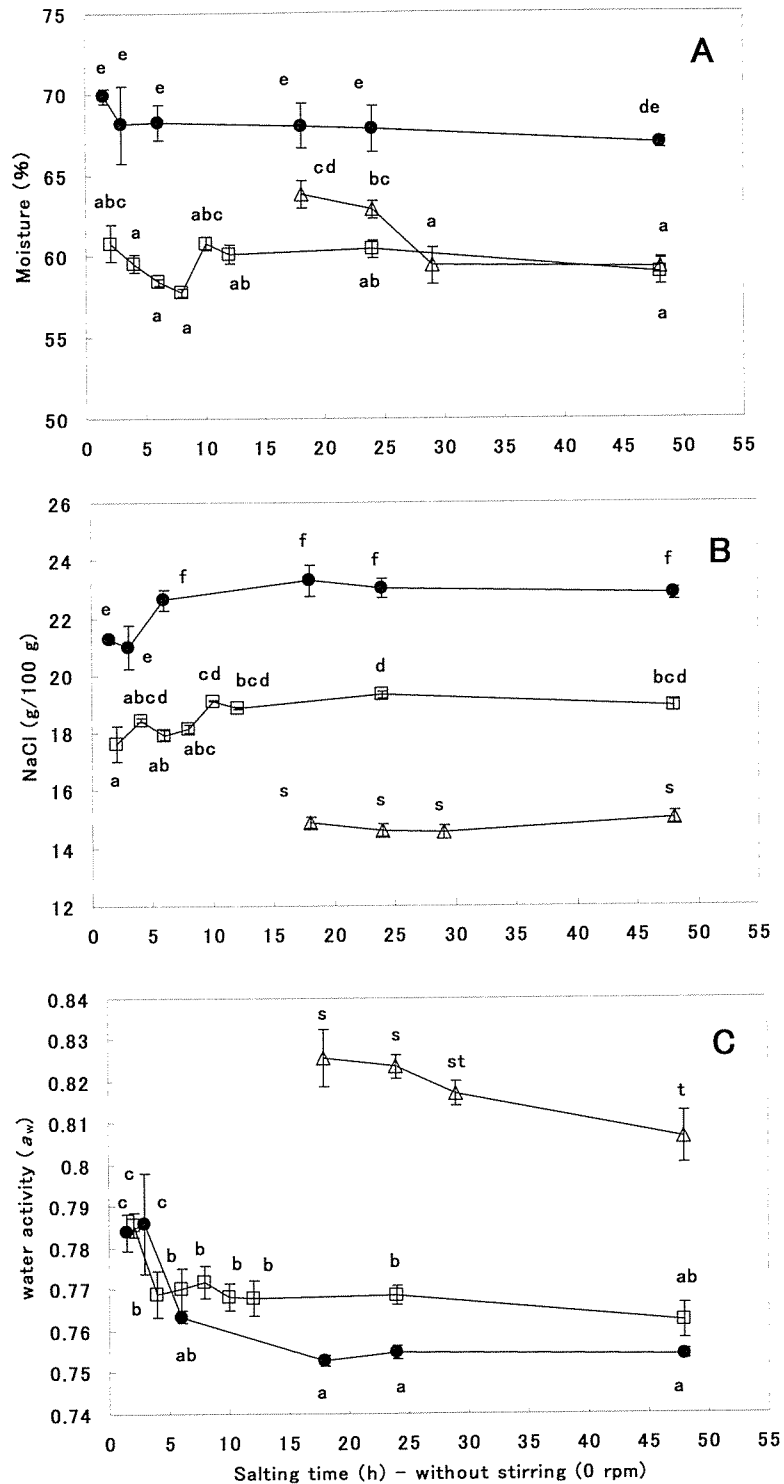 75
A
e
e
70
e
e
e
de
65
cd
bc
abc
abc
a
a
a
60
ab
ab
a
a
a
55
50
Moisture (%)
0 5 10 15 20 25 30 35 40 45 50 55
26
B
24
f
f
f
f
22
e
e
20
cd
bcd
d
bcd
abcd
18
ab
abc
a
16
s
s
s
s
14
12
NaCl (g/100 g)
0 5 10 15 20 25 30 35 40 45 50 55
0.84
C
s
s
0.83
st
0.82
t
0.81
0.8
c
c
c
0.79
0.78
b
b
b
b
b
ab
0.77
b
0.76
ab
a
a
a
0.75
0.74
water activity (aw)
0 5 10 15 20 25 30 35 40 45 50 55
Salting time (h) – without stirring (0 rpm)